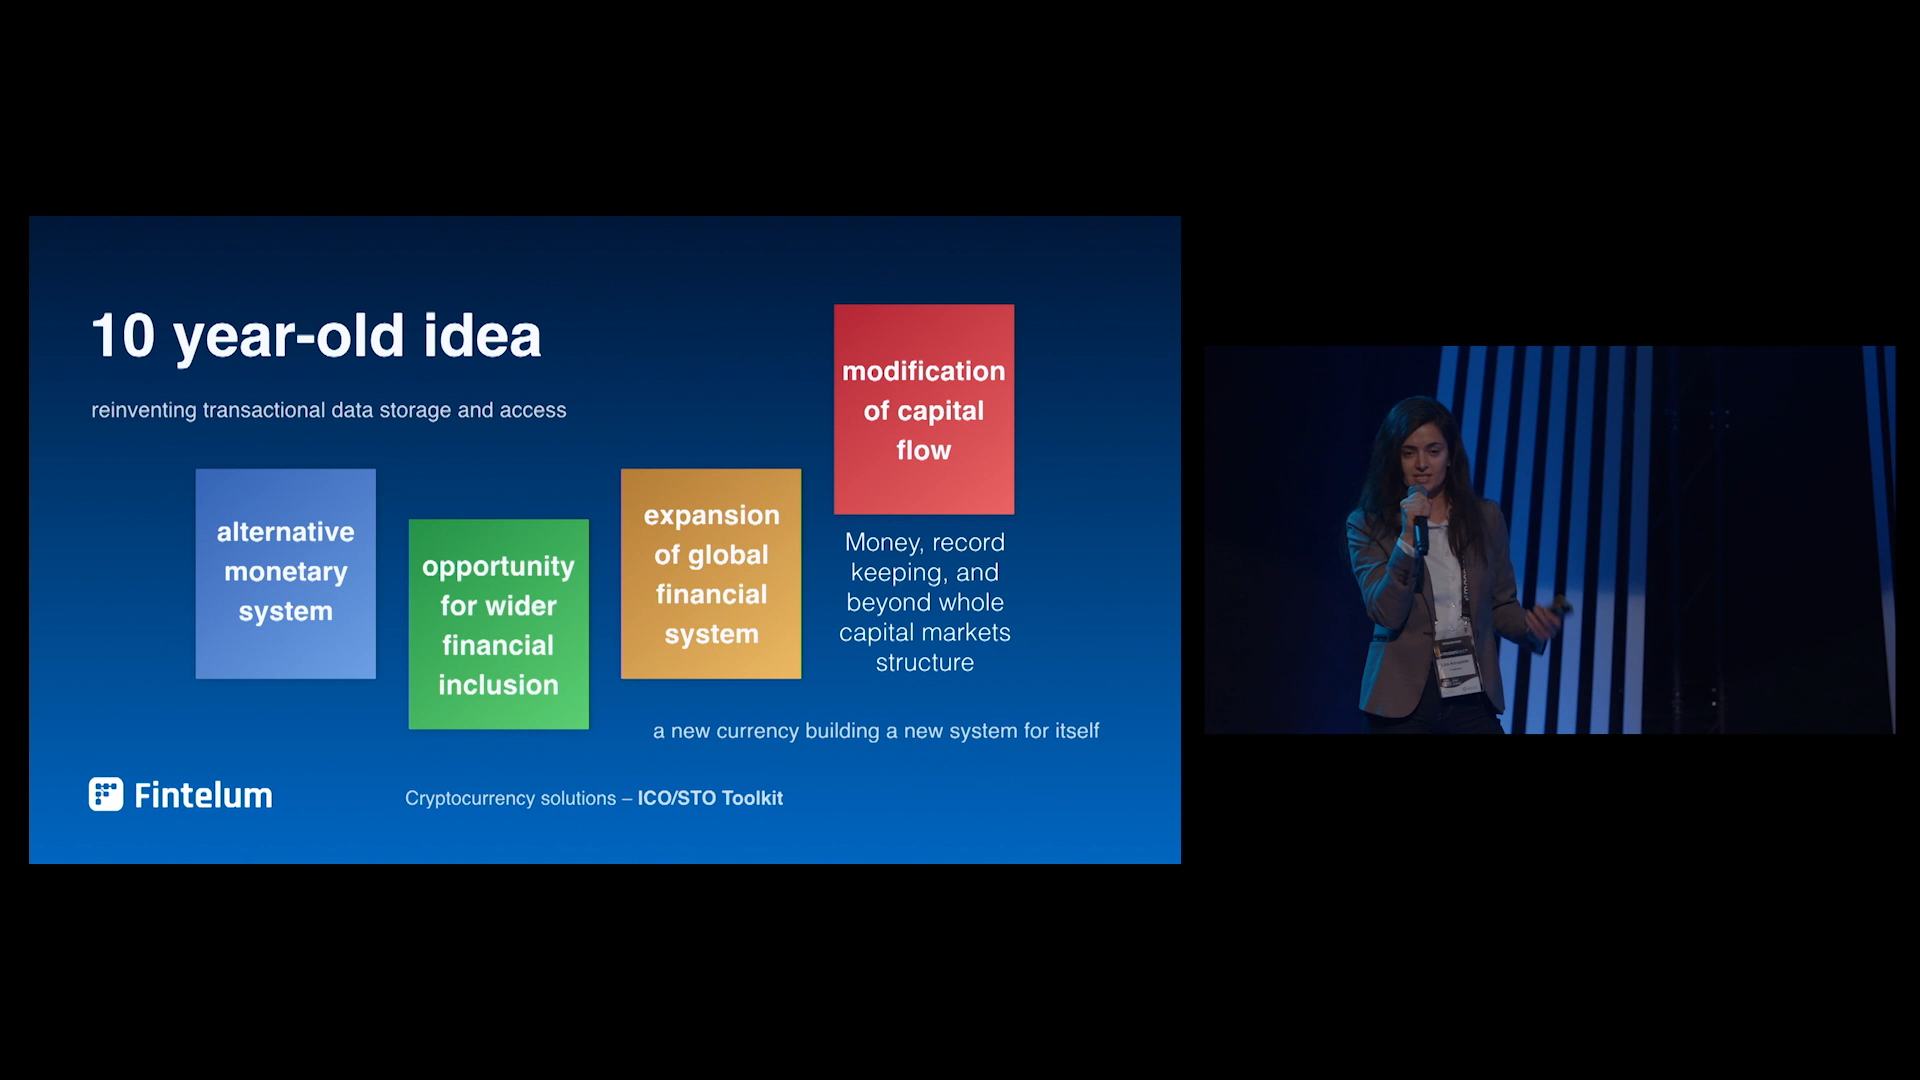 10 year-old idea
reinventing transactional data storage and access
alternative
monetary
system
opportunity
for wider
financial
inclusion
expansion
of global
financial
system
modification
of capital
flow
Money, record
keeping, and
beyond whole
capital markets
structure
a new currency building a new system for itself
Fintelum
Cryptocurrency solutions – ICO/STO Toolkit